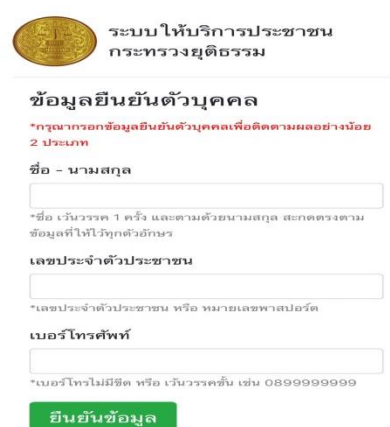 ระบบให้บริการประชาชน
กระทรวงยุติธรรม
ข้อมูลยืนยันตัวบุคคล
*กรุณากรอกข้อมูลยืนยันตัวบุคคลเพื่อติดตามผลอย่างน้อย
2 ประเภท
ชื่อ - นามสกุล
*ชื่อ เว้นวรรค 1 ครั้ง และตามด้วยนามสกุล สะกดตรงตาม
ข้อมูลที่ให้ไว้ทุกตัวอักษร
เลขประจำตัวประชาชน
*เลขประจำตัวประชาชน หรือ หมายเลขพาสปอร์ต
เบอร์โทรศัพท์
*เบอร์โทรไม่มีขีด หรือ เว้นวรรคขั้น เช่น 0899999999
ยืนยันข้อมูล